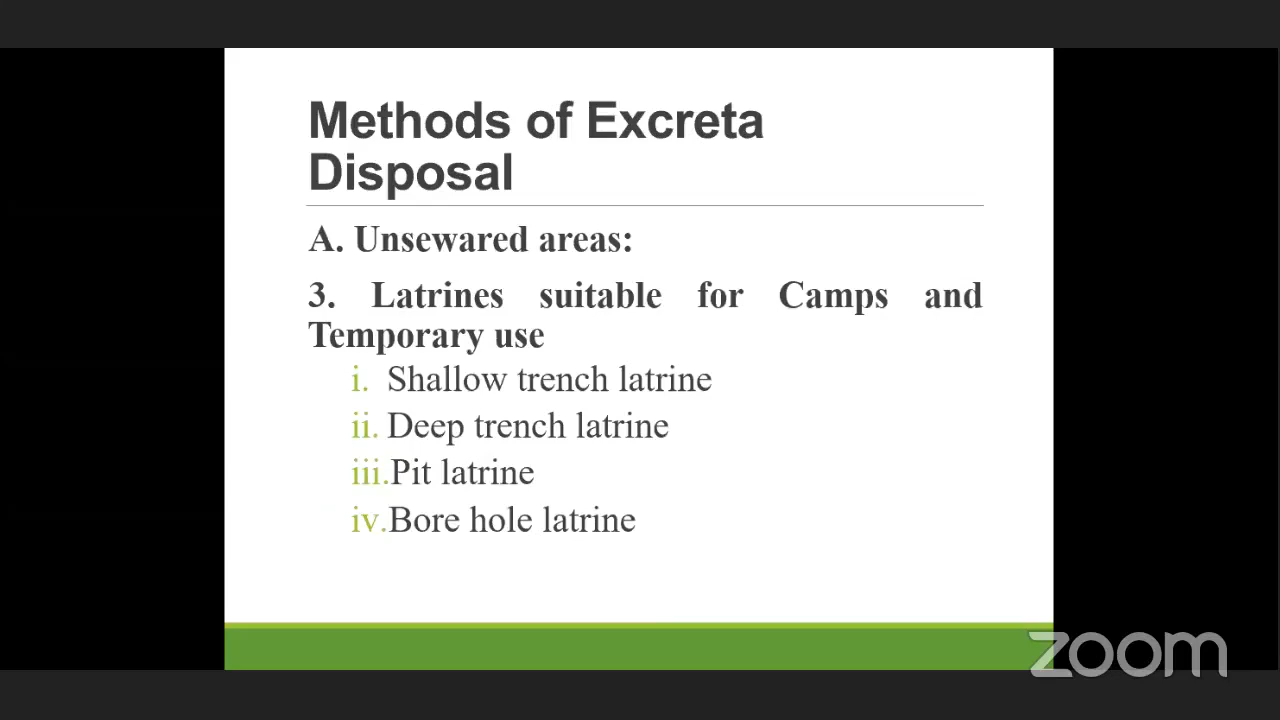 Methods of Excreta
Disposal
A. Unsewared areas:
3. Latrines suitable for Camps and
Temporary use
i. Shallow trench latrine
ii. Deep trench latrine
iii.Pit latrine
iv.Bore hole latrine
zoom